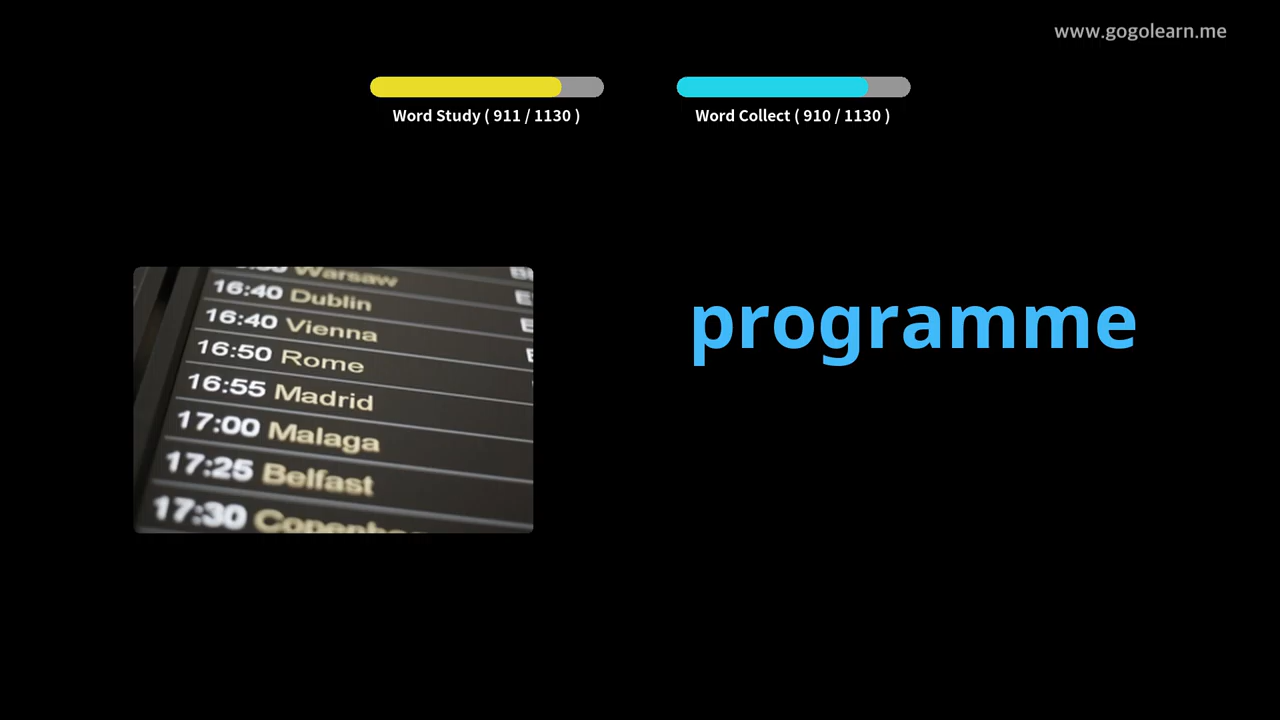 www.gogolearn.me
Word Study ( 911 / 1130 )
Word Collect ( 910 / 1130 )
programme
Warsaw
16:40 Dublin
16:40 Vienna
16:50 Rome
16:55 Madrid
17:00 Malaga
17:25 Belfast
17:30